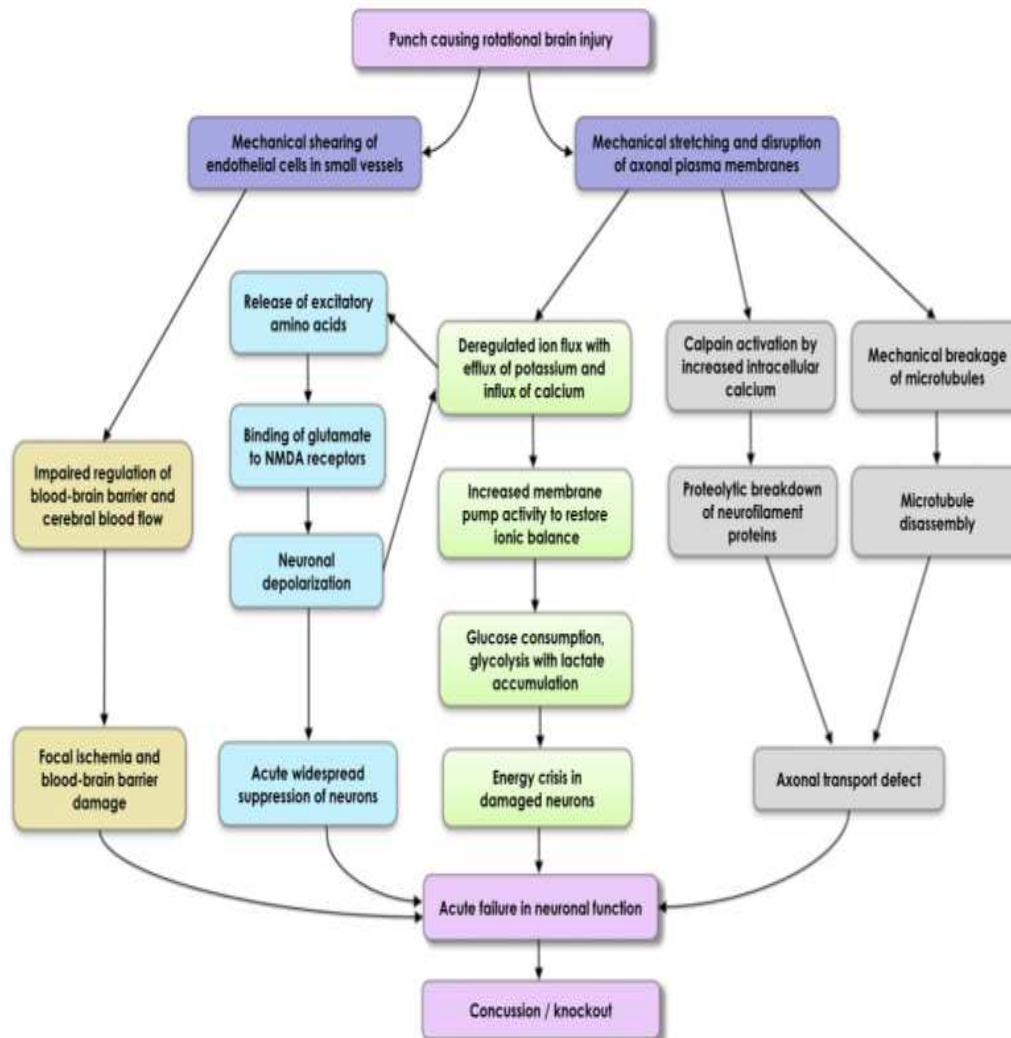 Punch causing rotational brain injury
Mechanical shearing of
endothelial cells in small vessels
Mechanical stretching and disruption
of axonal plasma membranes
Release of excitatory
amino acids
Deregulated ion flux with
efflux of potassium and
influx of calcium
Calpain activation by
increased intracellular
calcium
Mechanical breakage
of microtubules
Binding of glutamate
to NMDA receptors
Impaired regulation of
blood-brain barrier and
cerebral blood flow
Increased membrane
pump activity to restore
ionic balance
Proteolytic breakdown
of neurofilament
proteins
Microtubule
disassembly
Neuronal
depolarization
Glucose consumption,
glycolysis with lactate
accumulation
Focal ischemia and
blood-brain barrier
damage
Acute widespread
suppression of neurons
Energy crisis in
damaged neurons
Axonal transport defect
Acute failure in neuronal function
Concussion / knockout